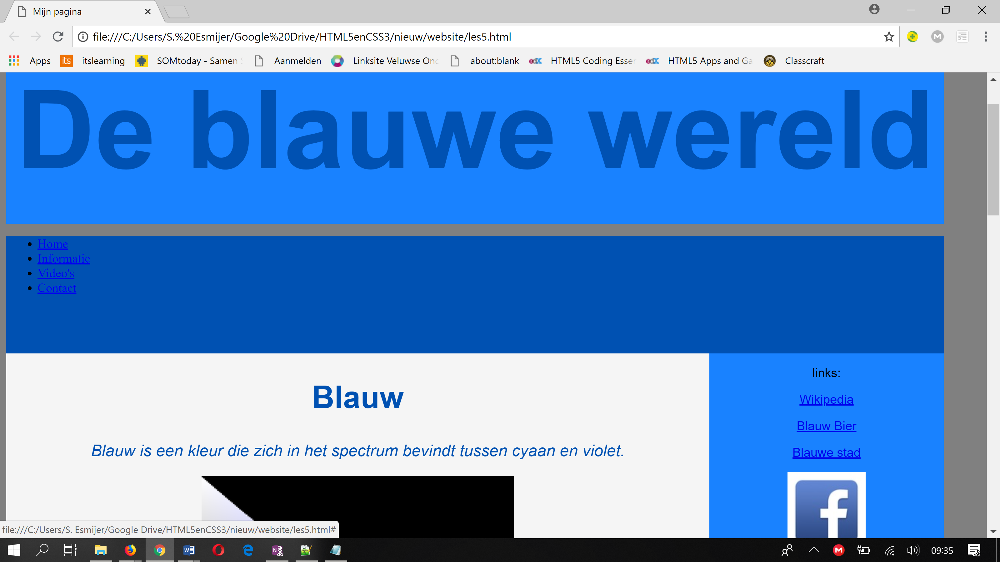 Mijn pagina
file:///C:/Users/S.%20Esmijer/Google%20Drive/HTML5enCSS3/nieuw/website/les5.html
Apps its itslearning SOMtoday - Samen Aanmelden Linksite Veluwse about:blank edX HTML5 Coding edX HTML5 Apps and Classcraft
De blauwe wereld
Home
Informatie
Video's
Contact
links:
Blauw
Wikipedia
Blauw Bier
Blauw is een kleur die zich in het spectrum bevindt tussen cyaan en violet.
Blauwe stad
file:///C:/Users/S. Esmijer/Google Drive/HTML5enCSS3/nieuw/website/les5.html#
09:35